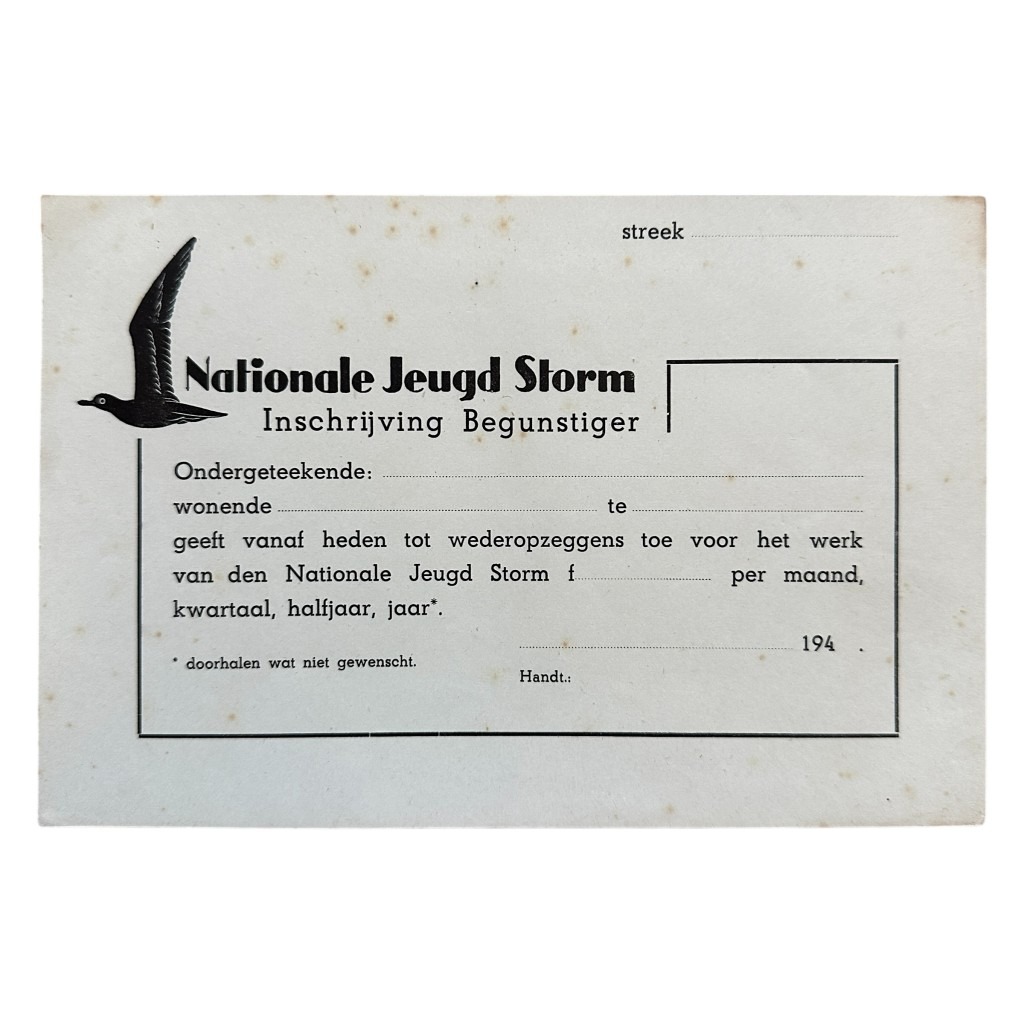 streek
Nationale Jeugd Storm
Inschrijving Begunstiger
Ondergeteekende:
wonende te
geeft vanaf heden tot wederopzeggens toe voor het werk
van den Nationale Jeugd Storm f per maand,
kwartaal, halfjaar, jaar*.
194 .
* doorhalen wat niet gewenscht.
Handt.: